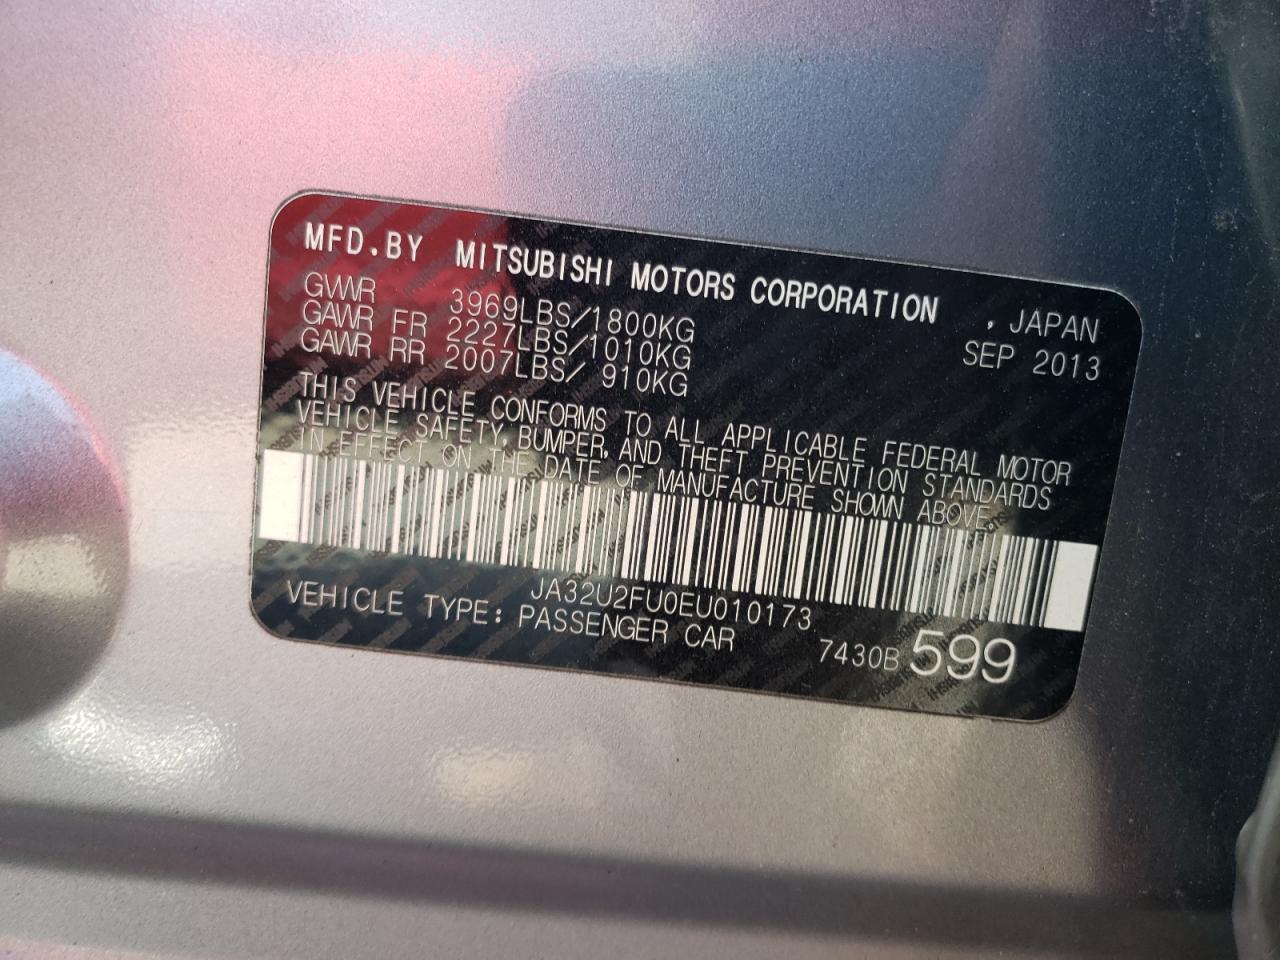 MFD.BY MITSUBISHI MOTORS CORPORATION , JAPAN
GVWR 3969LBS/1800KG SEP 2013
GAWR FR 2227LBS/1010KG
GAWR RR 2007LBS/ 910KG
THIS VEHICLE CONFORMS TO ALL APPLICABLE FEDERAL MOTOR
VEHICLE SAFETY, BUMPER, AND THEFT PREVENTION STANDARDS
IN EFFECT ON THE DATE OF MANUFACTURE SHOWN ABOVE.
JA32U2FU0EU010173
VEHICLE TYPE: PASSENGER CAR 7430B 599